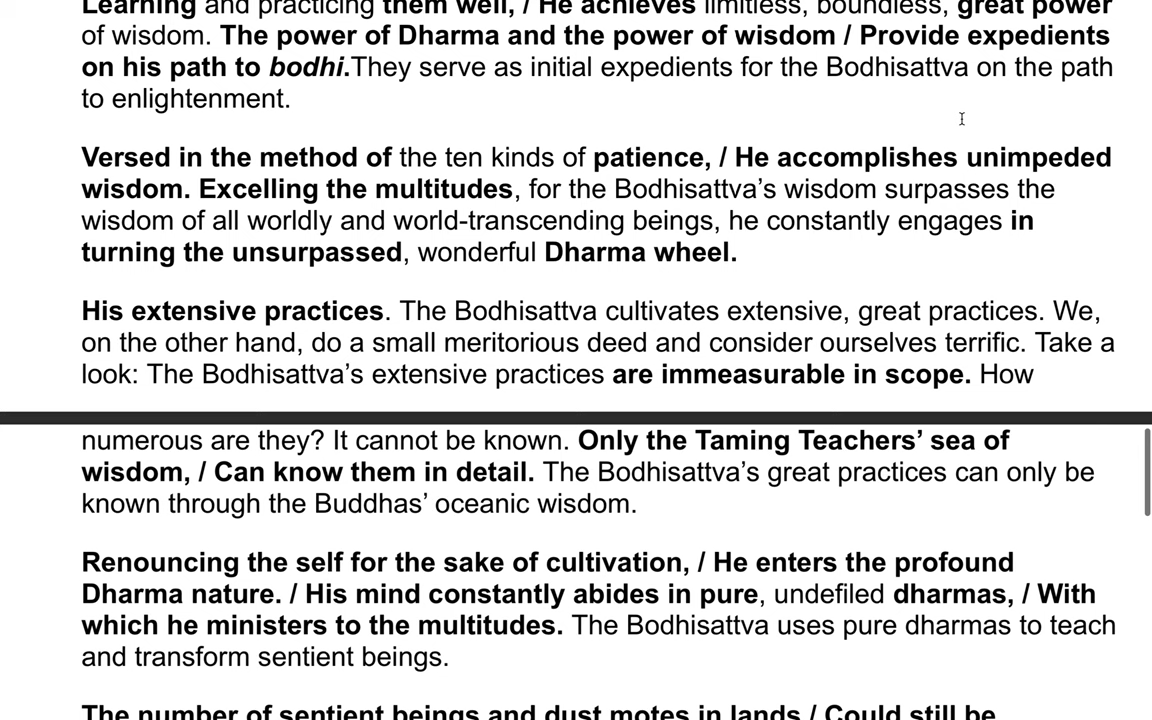 Learning and practicing them well, / He achieves limitless, boundless, great power
of wisdom. The power of Dharma and the power of wisdom / Provide expedients
on his path to bodhi.They serve as initial expedients for the Bodhisattva on the path
to enlightenment.
Versed in the method of the ten kinds of patience, / He accomplishes unimpeded
wisdom. Excelling the multitudes, for the Bodhisattva’s wisdom surpasses the
wisdom of all worldly and world-transcending beings, he constantly engages in
turning the unsurpassed, wonderful Dharma wheel.
His extensive practices. The Bodhisattva cultivates extensive, great practices. We,
on the other hand, do a small meritorious deed and consider ourselves terrific. Take a
look: The Bodhisattva’s extensive practices are immeasurable in scope. How
numerous are they? It cannot be known. Only the Taming Teachers’ sea of
wisdom, / Can know them in detail. The Bodhisattva’s great practices can only be
known through the Buddhas’ oceanic wisdom.
Renouncing the self for the sake of cultivation, / He enters the profound
Dharma nature. / His mind constantly abides in pure, undefiled dharmas, / With
which he ministers to the multitudes. The Bodhisattva uses pure dharmas to teach
and transform sentient beings.
The number of sentient beings and dust motes in lands / Could still be